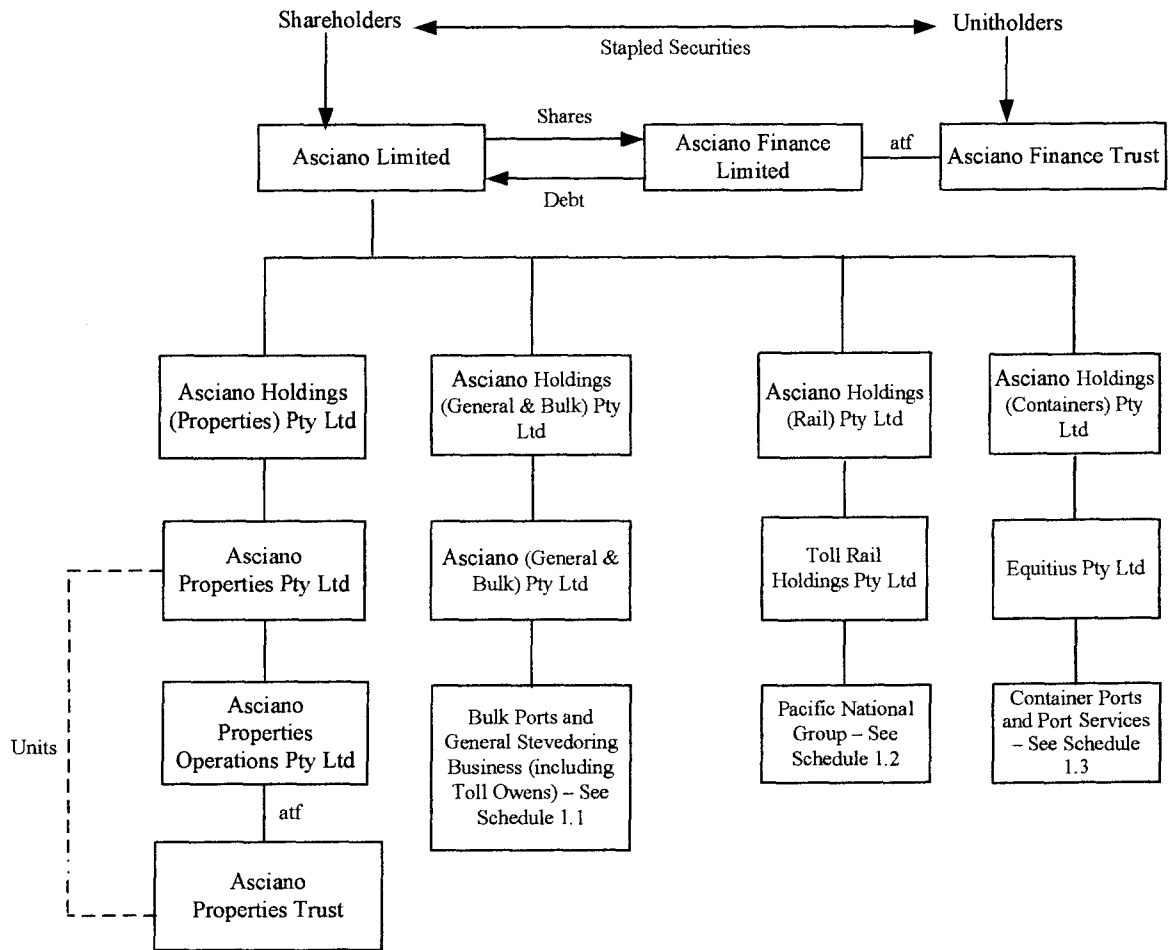 Shareholders
Unitholders
Stapled Securities
Shares
Asciano Limited
Asciano Finance
Limited
atf
Asciano Finance Trust
Debt
Asciano Holdings
(Properties) Pty Ltd
Asciano Holdings
(General & Bulk) Pty
Ltd
Asciano Holdings
(Rail) Pty Ltd
Asciano Holdings
(Containers) Pty
Ltd
Asciano
Properties Pty Ltd
Asciano (General &
Bulk) Pty Ltd
Toll Rail
Holdings Pty Ltd
Equitius Pty Ltd
Units
Asciano
Properties
Operations Pty Ltd
Bulk Ports and
General Stevedoring
Business (including
Toll Owens) – See
Schedule 1.1
Pacific National
Group – See
Schedule 1.2
Container Ports
and Port Services
– See Schedule
1.3
atf
Asciano
Properties Trust